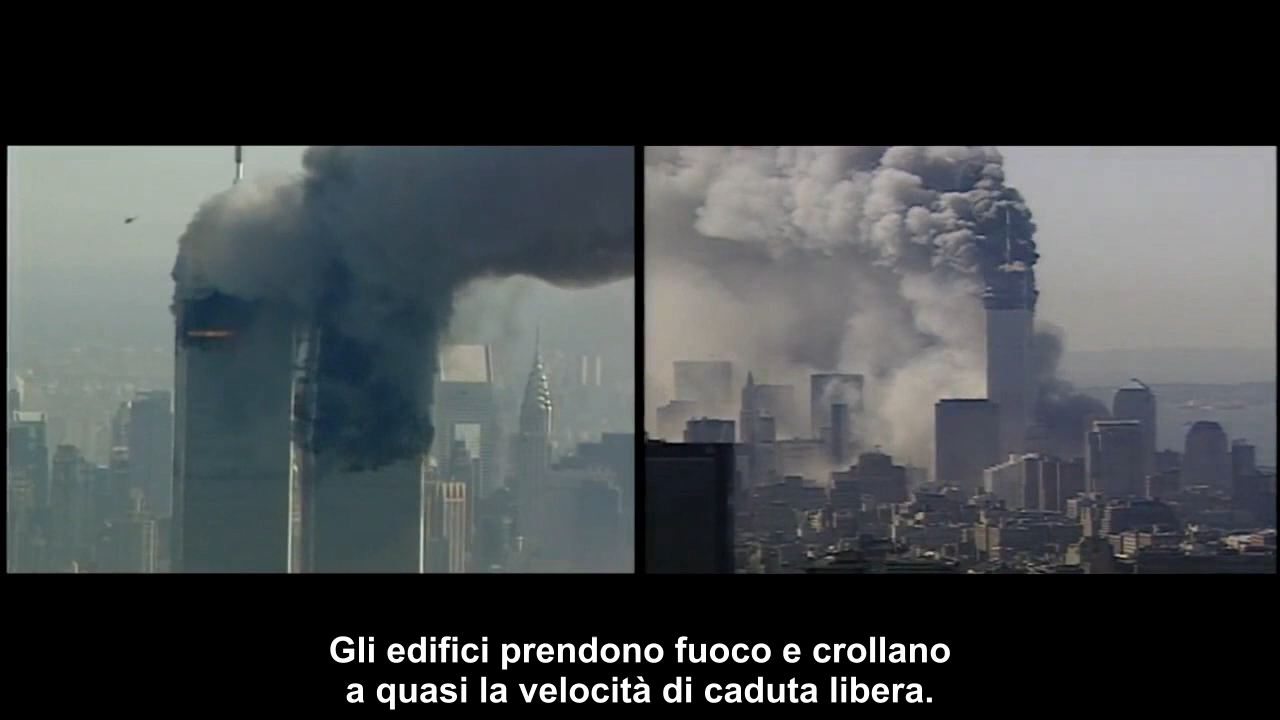 Gli edifici prendono fuoco e crollano
a quasi la velocità di caduta libera.